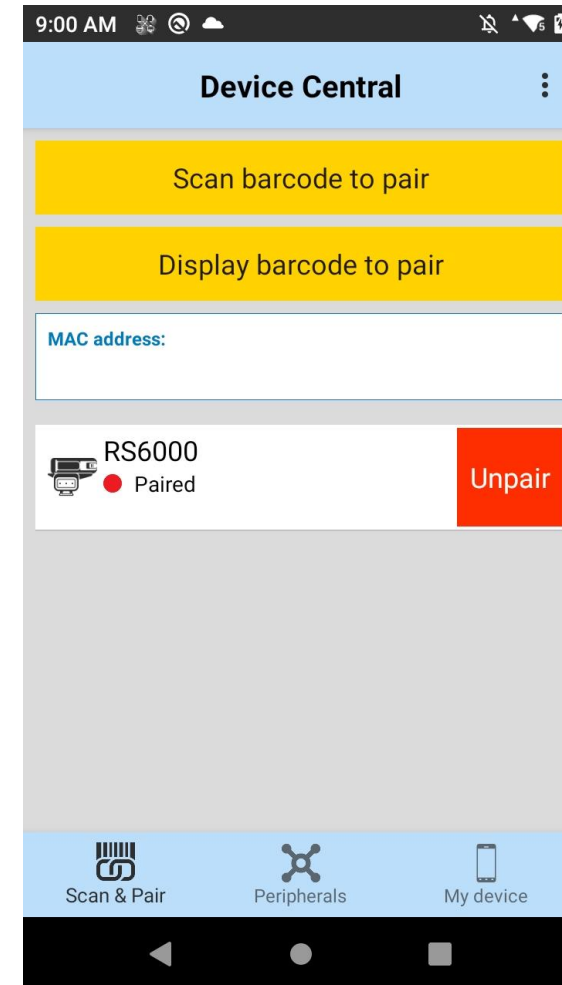 9:00 AM
5
Device Central
Scan barcode to pair
Display barcode to pair
MAC address:
RS6000
Paired
Unpair
Scan & Pair
Peripherals
My device